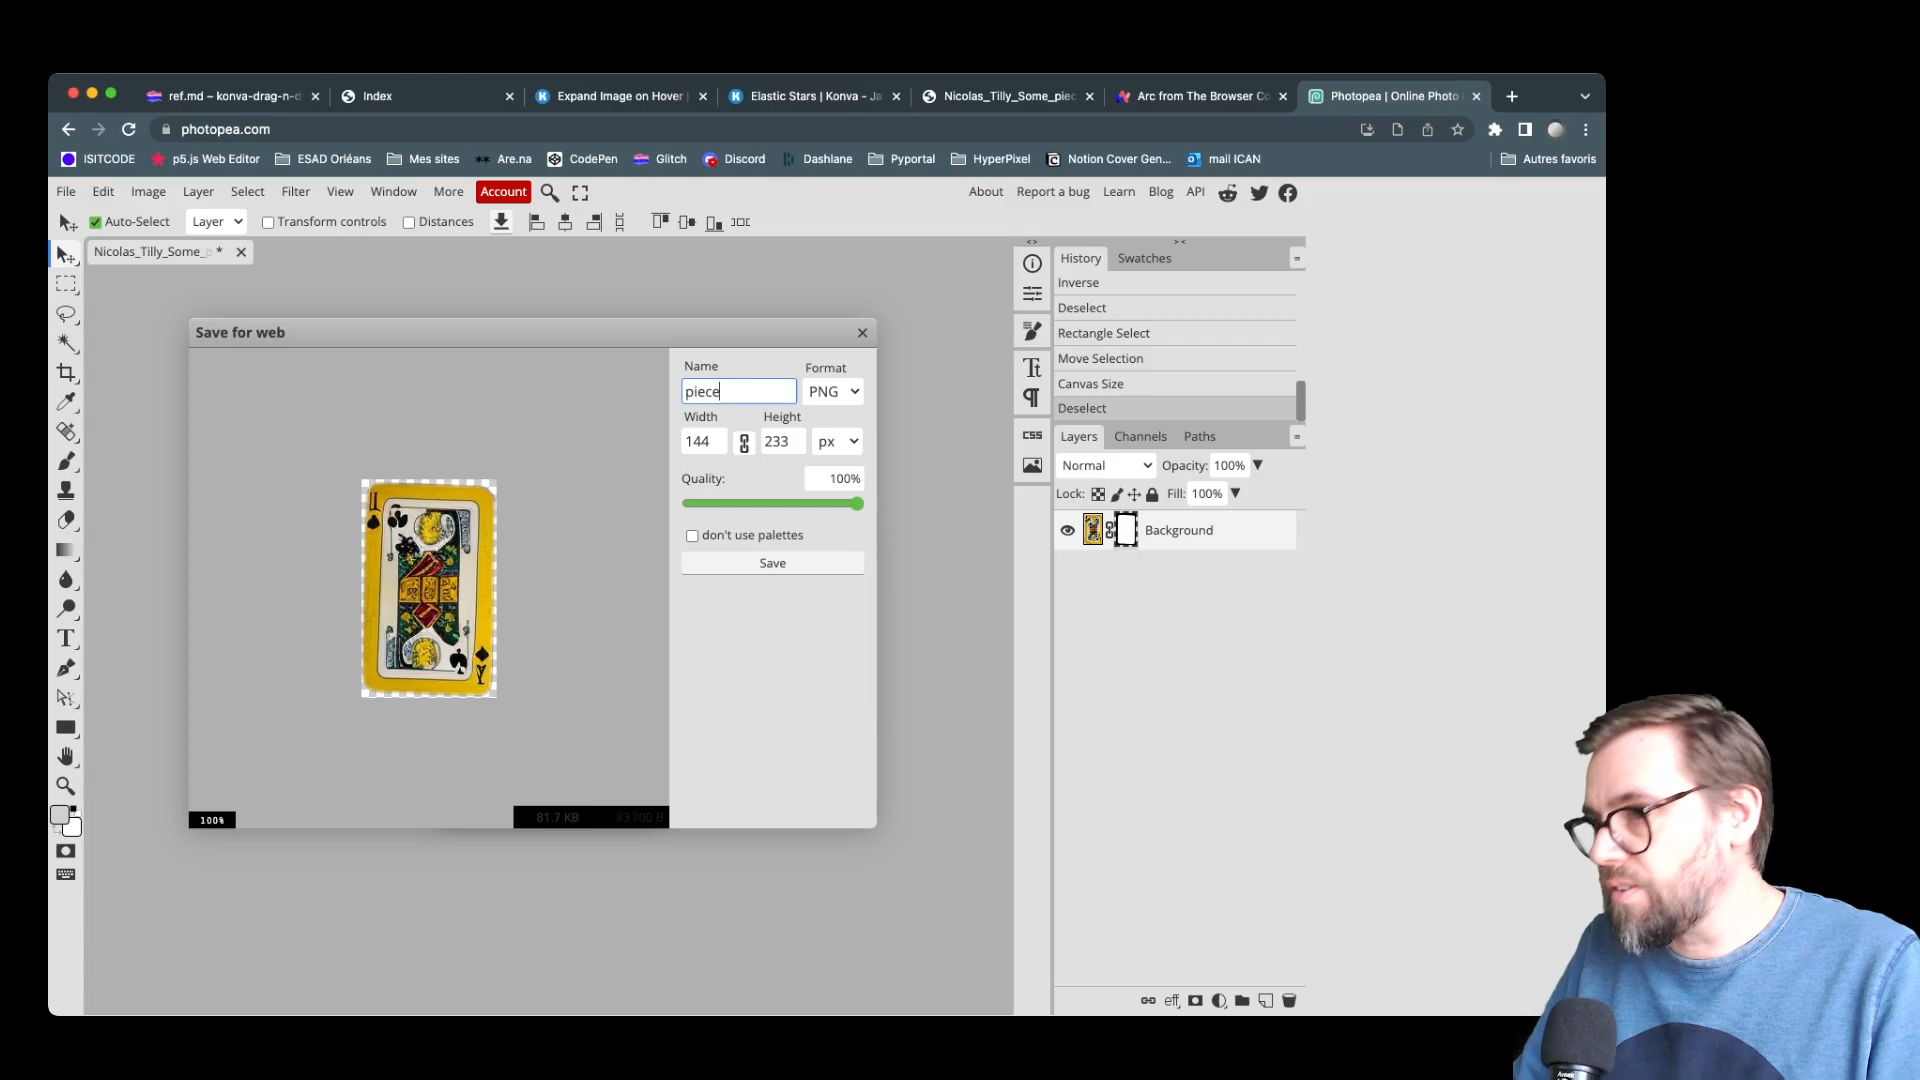 ref.md – konva-drag-n-d
Index
Expand Image on Hover
Elastic Stars | Konva - Ja
Nicolas_Tilly_Some_piec
Arc from The Browser Co
Photopea | Online Photo
photopea.com
ISITCODE
p5.js Web Editor
ESAD Orléans
Mes sites
Are.na
CodePen
Glitch
Discord
Dashlane
Pyportal
HyperPixel
Notion Cover Gen...
mail ICAN
Autres favoris
File Edit Image Layer Select Filter View Window More Account
About Report a bug Learn Blog API
Auto-Select Layer Transform controls Distances
Nicolas_Tilly_Some_p *
< >
> <
History Swatches
Inverse
Deselect
Rectangle Select
Move Selection
Canvas Size
Deselect
CSS
Layers Channels Paths
Normal Opacity: 100%
Lock: Fill: 100%
Background
eff
Save for web
Name Format
piece PNG
Width Height
144 233 px
Quality: 100%
don't use palettes
Save
100%
81.7 KB 83 700 B